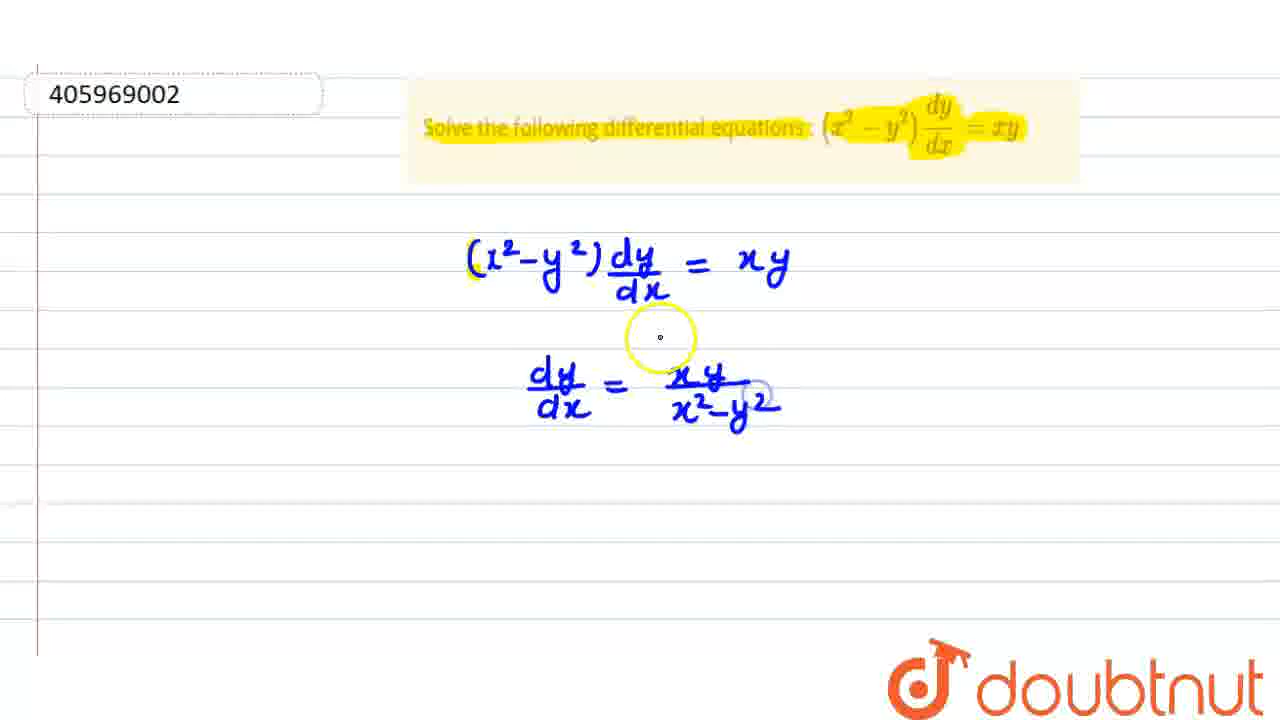 405969002
Solve the following differential equations : (x² − y²) dy/dx = xy
(x² − y²) dy/dx = xy
dy/dx = xy/(x² − y²)
doubtnut